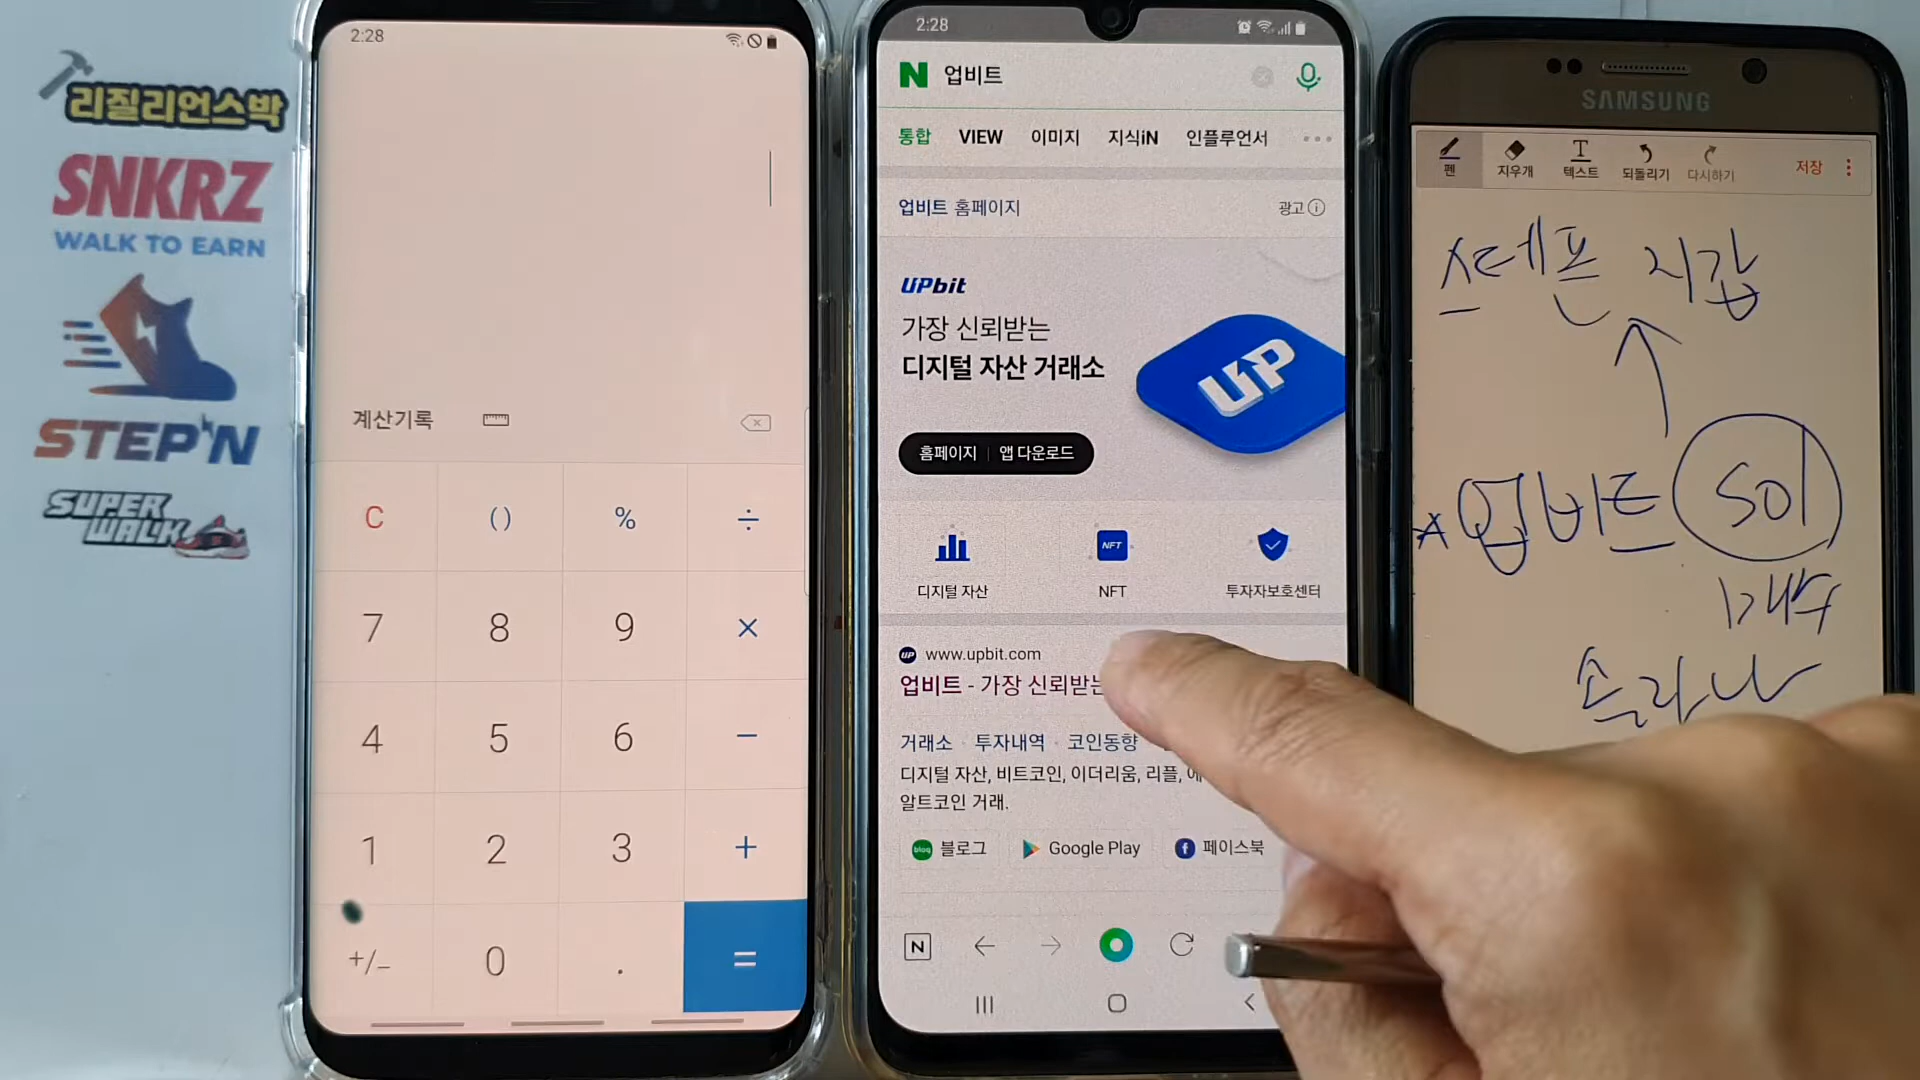 리질리언스박
SNKRZ
WALK TO EARN
STEP'N
SUPER
WALK
2:28
계산기록
C
()
%
÷
7
8
9
×
4
5
6
−
1
2
3
+
+/−
0
.
=
2:28
N 업비트
통합 VIEW 이미지 지식iN 인플루언서
업비트 홈페이지
광고
UPbit
가장 신뢰받는
디지털 자산 거래소
UP
홈페이지 앱 다운로드
NFT
디지털 자산
NFT
투자자보호센터
UP www.upbit.com
업비트 - 가장 신뢰받는
거래소 · 투자내역 · 코인동향
디지털 자산, 비트코인, 이더리움, 리플,
알트코인 거래.
blog 블로그
Google Play
f 페이스북
N
SAMSUNG
펜
지우개
T 텍스트
되돌리기
다시하기
저장
스테픈 지갑
업비트 Sol
솔라나